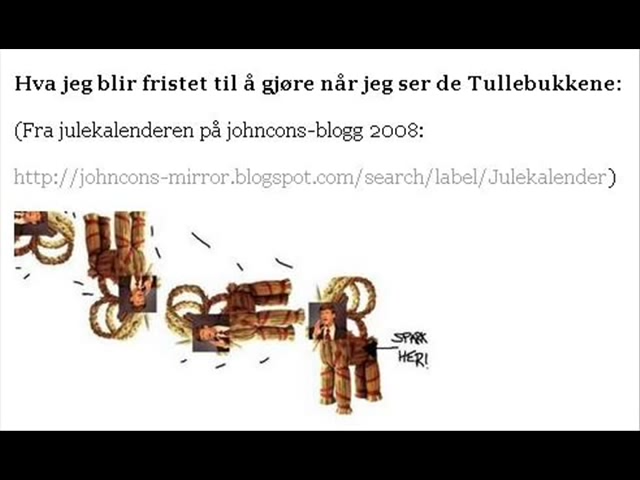 Hva jeg blir fristet til å gjøre når jeg ser de Tullebukkene:
(Fra julekalenderen på johncons-blogg 2008:
http://johncons-mirror.blogspot.com/search/label/Julekalender)
SPARK
HER!